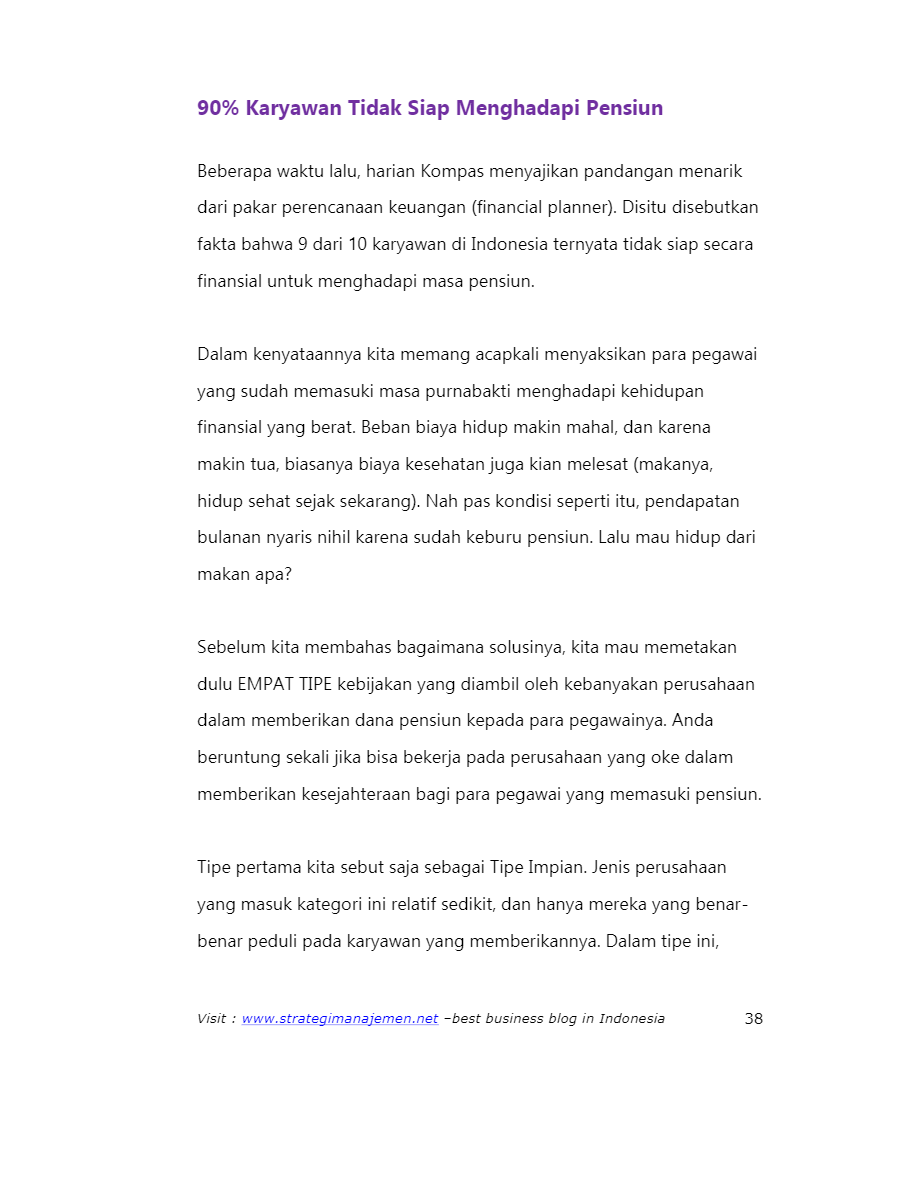 90% Karyawan Tidak Siap Menghadapi Pensiun
Beberapa waktu lalu, harian Kompas menyajikan pandangan menarik
dari pakar perencanaan keuangan (financial planner). Disitu disebutkan
fakta bahwa 9 dari 10 karyawan di Indonesia ternyata tidak siap secara
finansial untuk menghadapi masa pensiun.
Dalam kenyataannya kita memang acapkali menyaksikan para pegawai
yang sudah memasuki masa purnabakti menghadapi kehidupan
finansial yang berat. Beban biaya hidup makin mahal, dan karena
makin tua, biasanya biaya kesehatan juga kian melesat (makanya,
hidup sehat sejak sekarang). Nah pas kondisi seperti itu, pendapatan
bulanan nyaris nihil karena sudah keburu pensiun. Lalu mau hidup dari
makan apa?
Sebelum kita membahas bagaimana solusinya, kita mau memetakan
dulu EMPAT TIPE kebijakan yang diambil oleh kebanyakan perusahaan
dalam memberikan dana pensiun kepada para pegawainya. Anda
beruntung sekali jika bisa bekerja pada perusahaan yang oke dalam
memberikan kesejahteraan bagi para pegawai yang memasuki pensiun.
Tipe pertama kita sebut saja sebagai Tipe Impian. Jenis perusahaan
yang masuk kategori ini relatif sedikit, dan hanya mereka yang benar-
benar peduli pada karyawan yang memberikannya. Dalam tipe ini,
Visit : www.strategimanajemen.net –best business blog in Indonesia 38